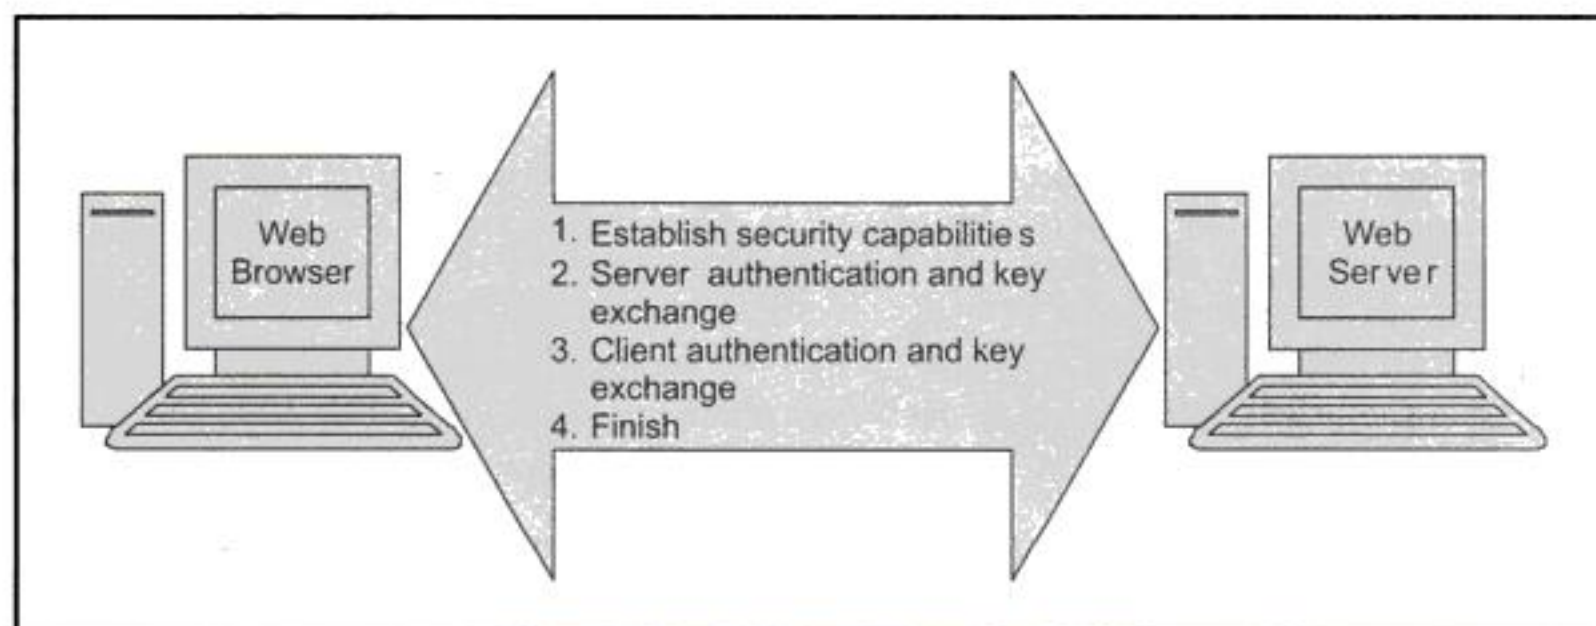 Web
Browser
1. Establish security capabilities
2. Server authentication and key
exchange
3. Client authentication and key
exchange
4. Finish
Web
Server